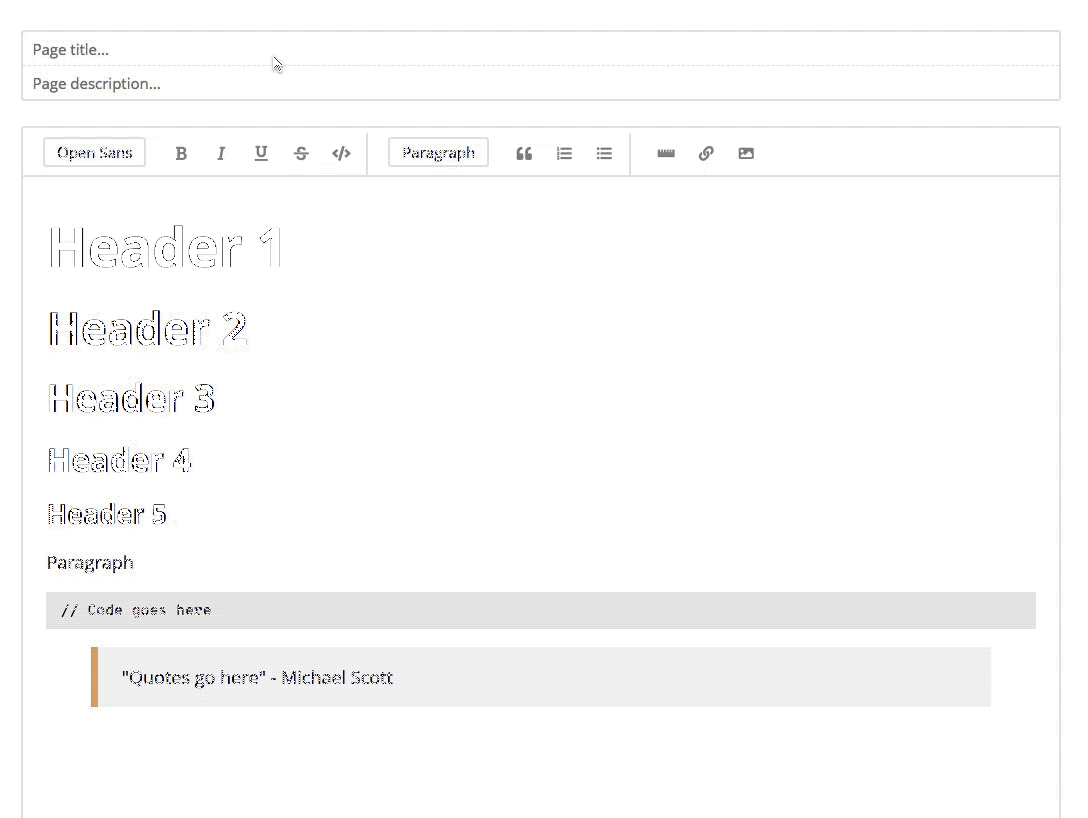 Page title...
Page description...
Open Sans B I U S </> Paragraph
Header 1
Header 2
Header 3
Header 4
Header 5
Paragraph
// Code goes here
"Quotes go here" - Michael Scott